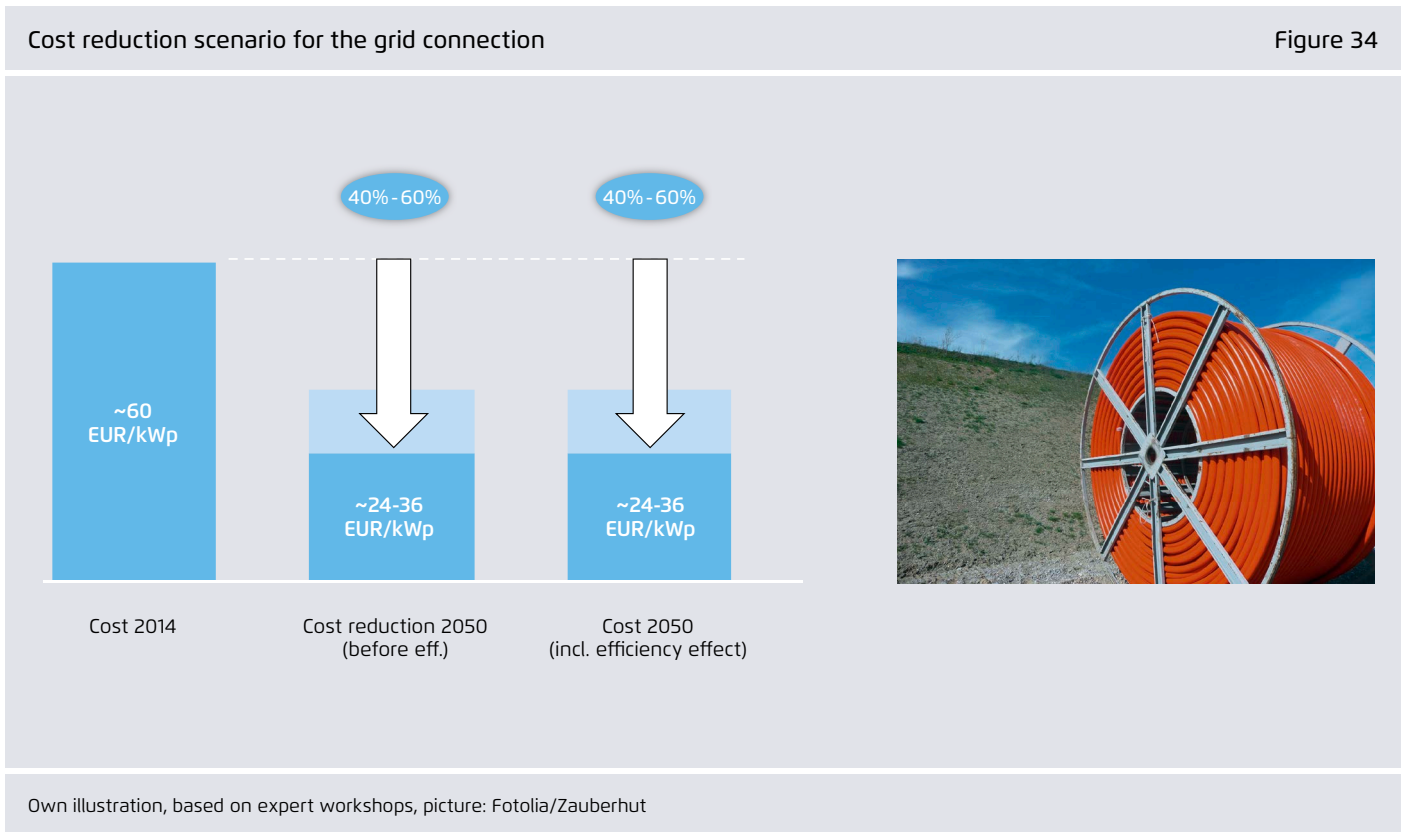 Cost reduction scenario for the grid connection
Figure 34
40%-60%
40%-60%
~60
EUR/kWp
~24-36
EUR/kWp
~24-36
EUR/kWp
Cost 2014
Cost reduction 2050
(before eff.)
Cost 2050
(incl. efficiency effect)
Own illustration, based on expert workshops, picture: Fotolia/Zauberhut